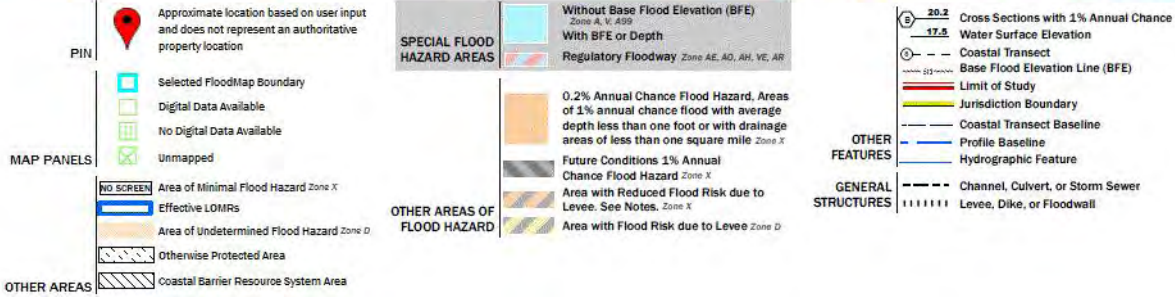 PIN
Approximate location based on user input
and does not represent an authoritative
property location
MAP PANELS
Selected FloodMap Boundary
Digital Data Available
No Digital Data Available
Unmapped
OTHER AREAS
NO SCREEN Area of Minimal Flood Hazard Zone X
Effective LOMRs
Area of Undetermined Flood Hazard Zone D
Otherwise Protected Area
Coastal Barrier Resource System Area
SPECIAL FLOOD
HAZARD AREAS
Without Base Flood Elevation (BFE)
Zone A, V, A99
With BFE or Depth
Regulatory Floodway Zone AE, AO, AH, VE, AR
OTHER AREAS OF
FLOOD HAZARD
0.2% Annual Chance Flood Hazard, Areas
of 1% annual chance flood with average
depth less than one foot or with drainage
areas of less than one square mile Zone X
Future Conditions 1% Annual
Chance Flood Hazard Zone X
Area with Reduced Flood Risk due to
Levee. See Notes. Zone X
Area with Flood Risk due to Levee Zone D
OTHER
FEATURES
B 20.2 Cross Sections with 1% Annual Chance
17.5 Water Surface Elevation
Coastal Transect
Base Flood Elevation Line (BFE)
Limit of Study
Jurisdiction Boundary
Coastal Transect Baseline
Profile Baseline
Hydrographic Feature
GENERAL
STRUCTURES
Channel, Culvert, or Storm Sewer
Levee, Dike, or Floodwall